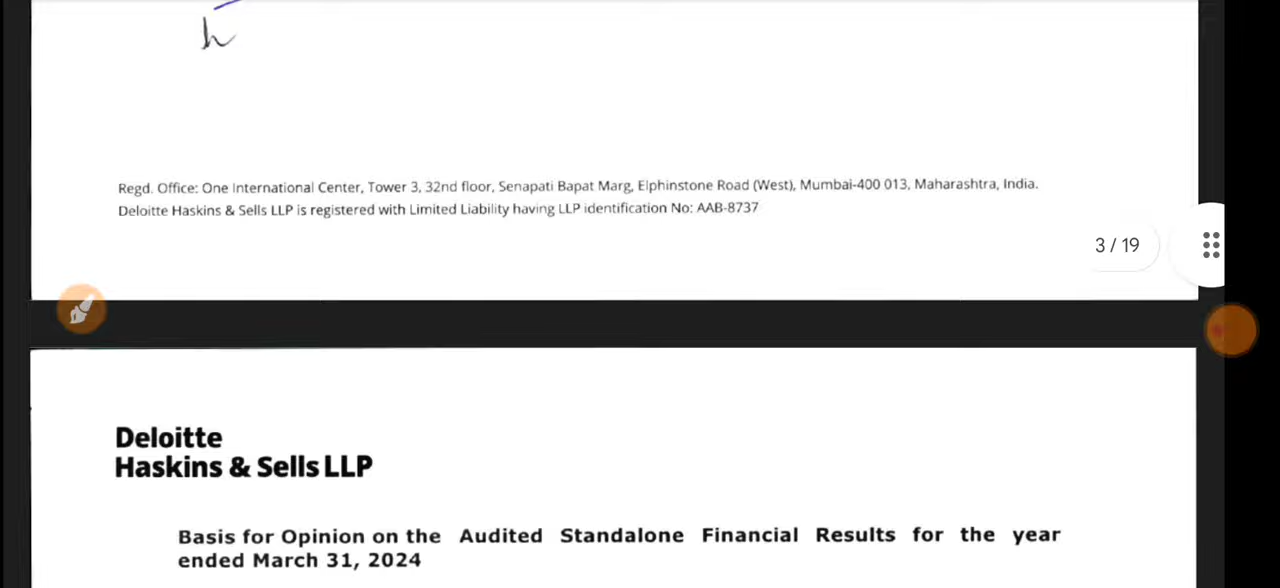 h
Regd. Office: One International Center, Tower 3, 32nd floor, Senapati Bapat Marg, Elphinstone Road (West), Mumbai-400 013, Maharashtra, India.
Deloitte Haskins & Sells LLP is registered with Limited Liability having LLP identification No: AAB-8737
3 / 19
Deloitte
Haskins & Sells LLP
Basis for Opinion on the Audited Standalone Financial Results for the year
ended March 31, 2024